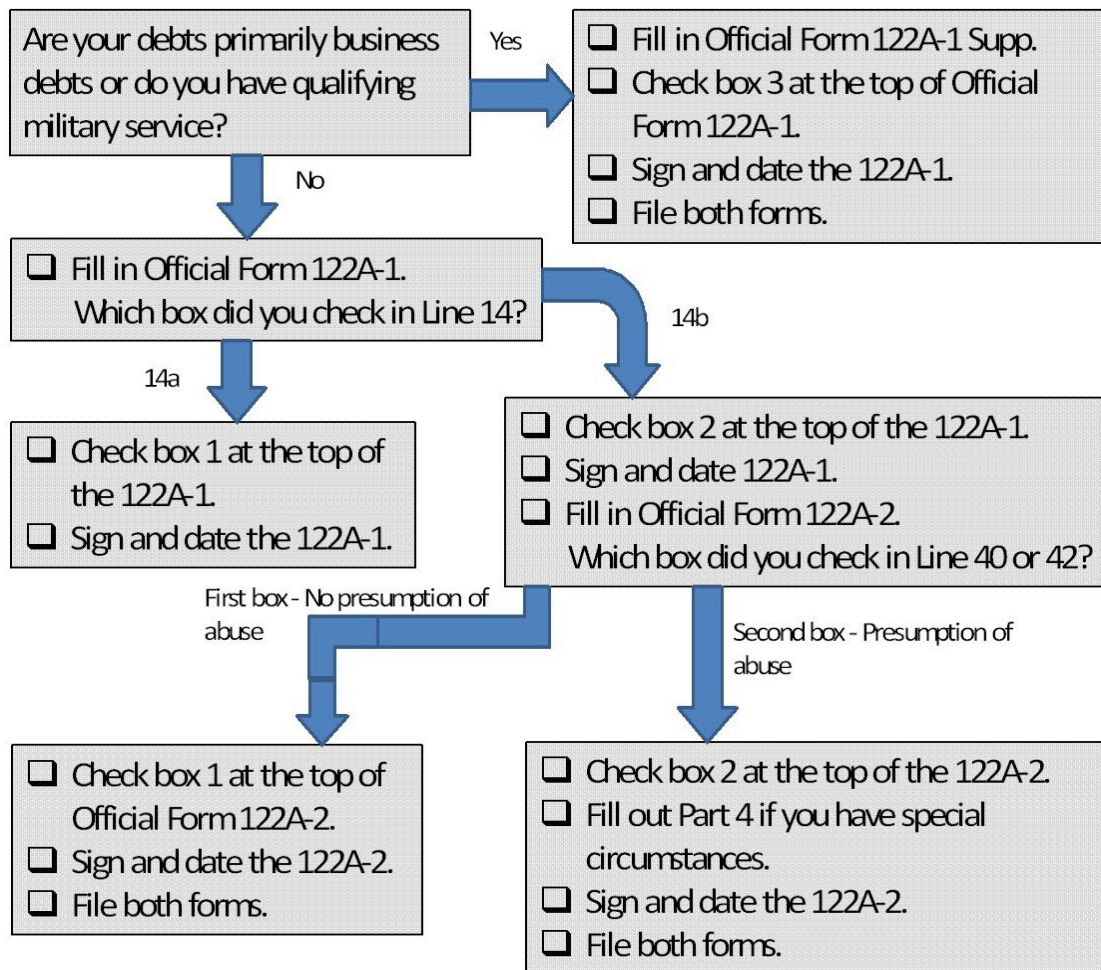 Are your debts primarily business
debts or do you have qualifying
military service?
Yes
❑ Fill in Official Form 122A-1 Supp.
❑ Check box 3 at the top of Official
Form 122A-1.
❑ Sign and date the 122A-1.
❑ File both forms.
No
❑ Fill in Official Form 122A-1.
Which box did you check in Line 14?
14a
14b
❑ Check box 1 at the top of
the 122A-1.
❑ Sign and date the 122A-1.
❑ Check box 2 at the top of the 122A-1.
❑ Sign and date 122A-1.
❑ Fill in Official Form 122A-2.
Which box did you check in Line 40 or 42?
First box - No presumption of
abuse
Second box - Presumption of
abuse
❑ Check box 1 at the top of
Official Form 122A-2.
❑ Sign and date the 122A-2.
❑ File both forms.
❑ Check box 2 at the top of the 122A-2.
❑ Fill out Part 4 if you have special
circumstances.
❑ Sign and date the 122A-2.
❑ File both forms.